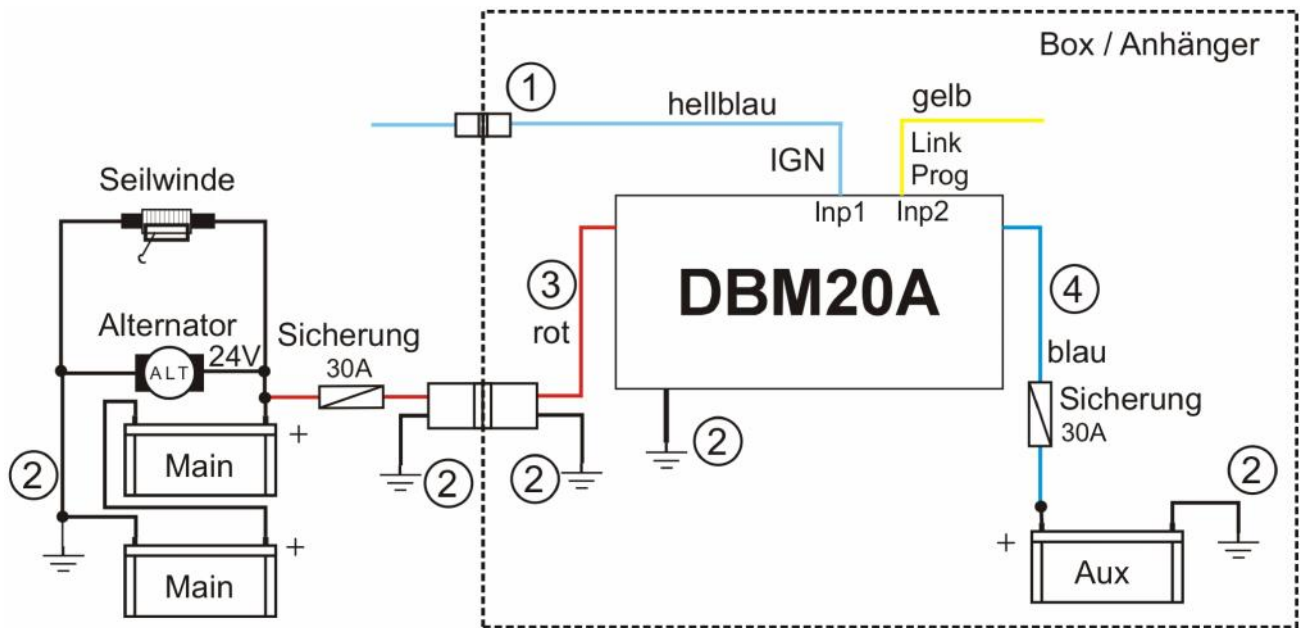 Box / Anhänger
1
hellblau
gelb
IGN
Link
Prog
Seilwinde
Inp1
Inp2
DBM20A
3
rot
4
blau
Alternator
24V
ALT
Sicherung
30A
Sicherung
30A
+
Main
2
2
2
2
2
+
Main
+
Aux